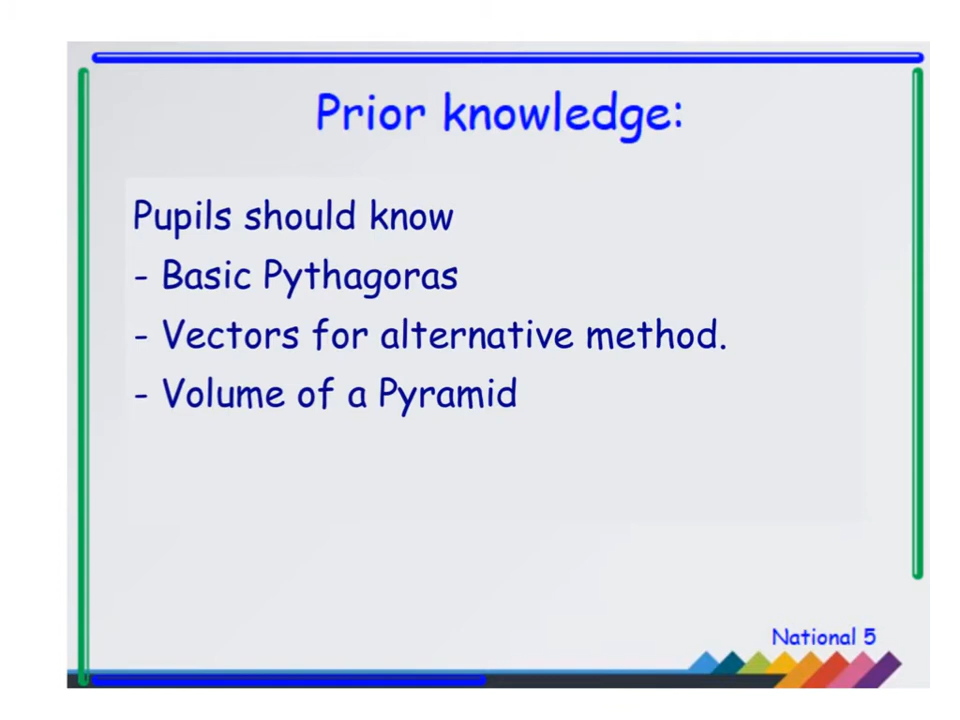 Prior knowledge:
Pupils should know
- Basic Pythagoras
- Vectors for alternative method.
- Volume of a Pyramid
National 5